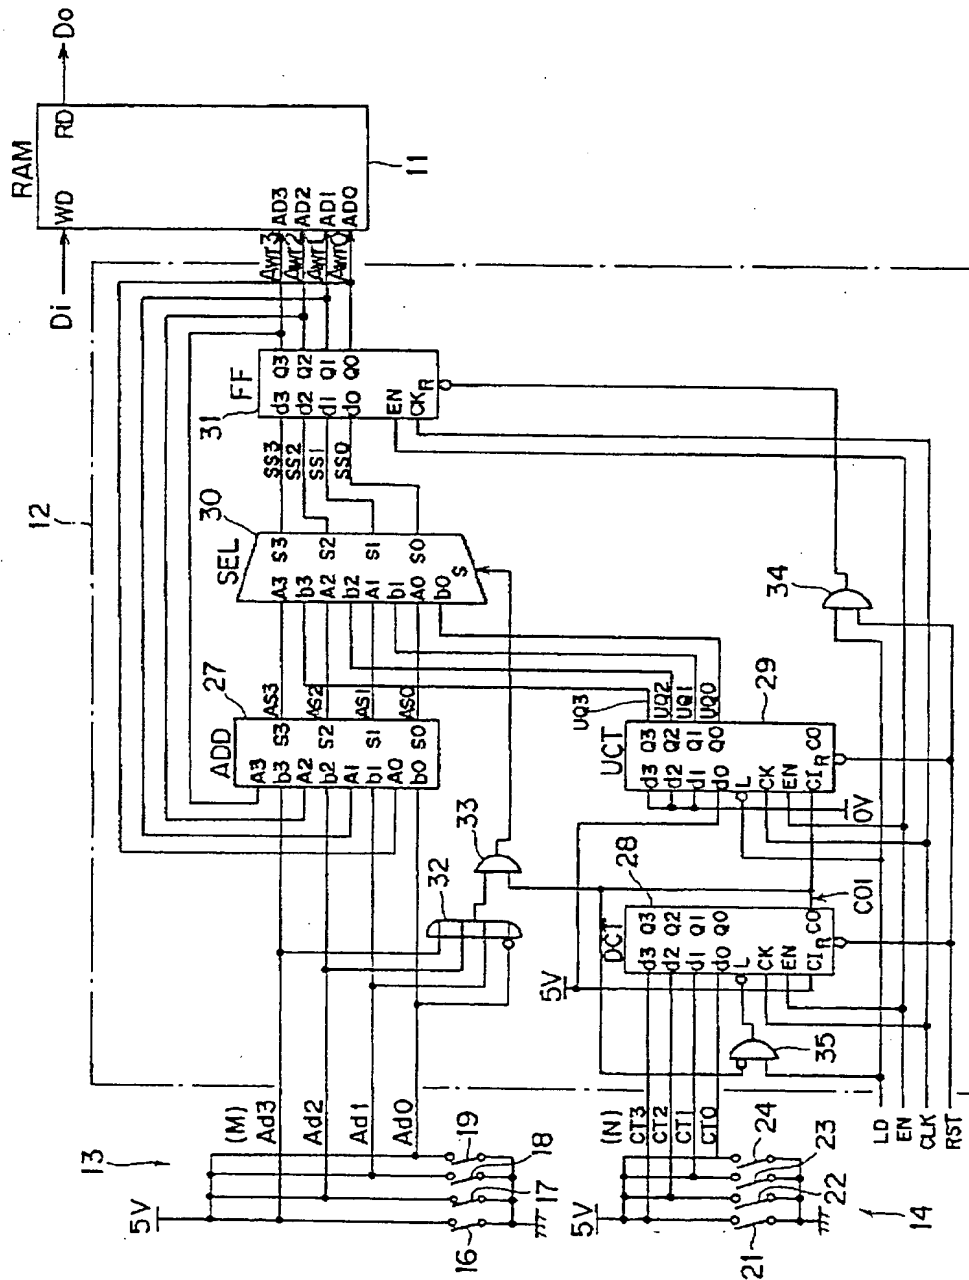 RAM
WD RD
Di
Do
AD3
AD2
AD1
AD0
11
AWT3
AWT2
AWT1
AWT0
12
31
FF
d3 Q3
d2 Q2
d1 Q1
d0 Q0
EN
CK
R
SS3
SS2
SS1
SS0
30
SEL
A3 S3
b3
A2 S2
b2
A1 S1
b1
A0 S0
b0
S
AS3
AS2
AS1
AS0
27
ADD
A3
b3 S3
A2
b2 S2
A1
b1 S1
A0
b0 S0
33
32
34
35
UQ3
UQ2
UQ1
UQ0
29
UCT
d3 Q3
d2 Q2
d1 Q1
d0 Q0
L
CK
EN
CI CO
R
0V
28
DCT
d3 Q3
d2 Q2
d1 Q1
d0 Q0
L
CK
EN
CI CO
R
CO1
5V
13
(M)
Ad3
Ad2
Ad1
Ad0
5V
16
17
18
19
(N)
CT3
CT2
CT1
CT0
5V
21
22
23
24
14
LD
EN
CLK
RST